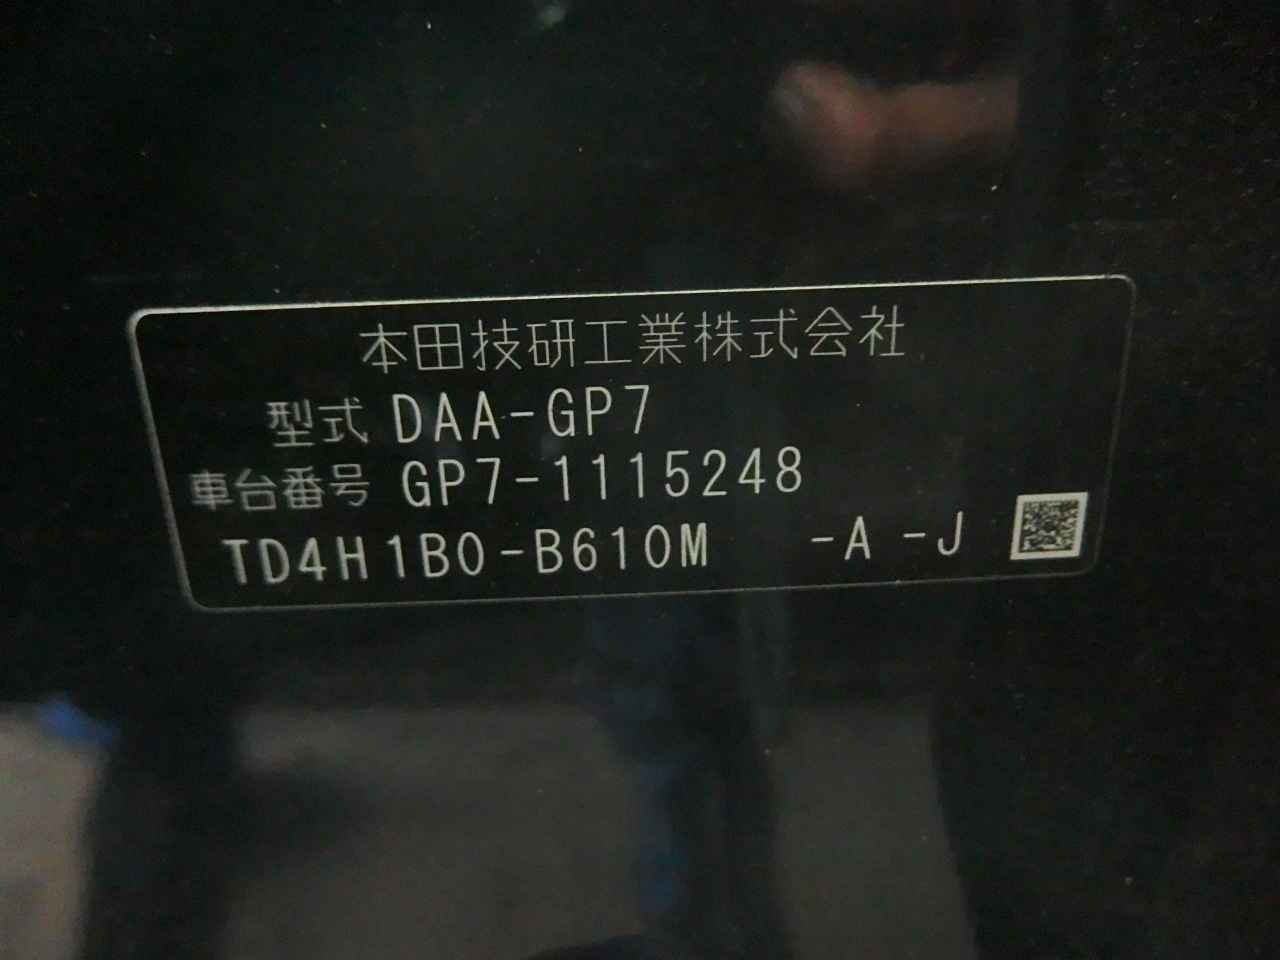 本田技研工業株式会社
型式 DAA-GP7
車台番号 GP7-1115248
TD4H1B0-B610M -A -J